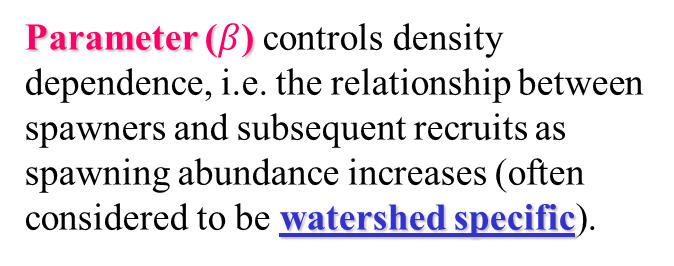 Parameter (β) controls density
dependence, i.e. the relationship between
spawners and subsequent recruits as
spawning abundance increases (often
considered to be watershed specific).